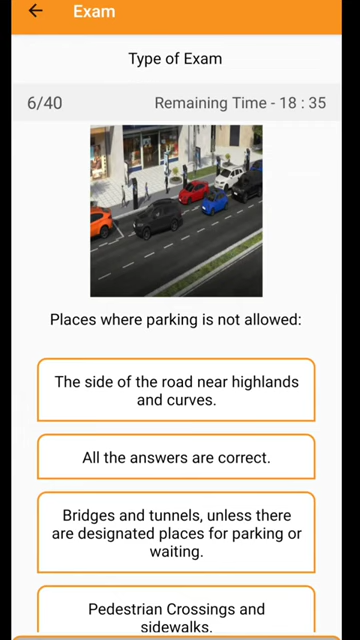 Exam
Type of Exam
6/40
Remaining Time - 18 : 35
Places where parking is not allowed:
The side of the road near highlands
and curves.
All the answers are correct.
Bridges and tunnels, unless there
are designated places for parking or
waiting.
Pedestrian Crossings and
sidewalks.